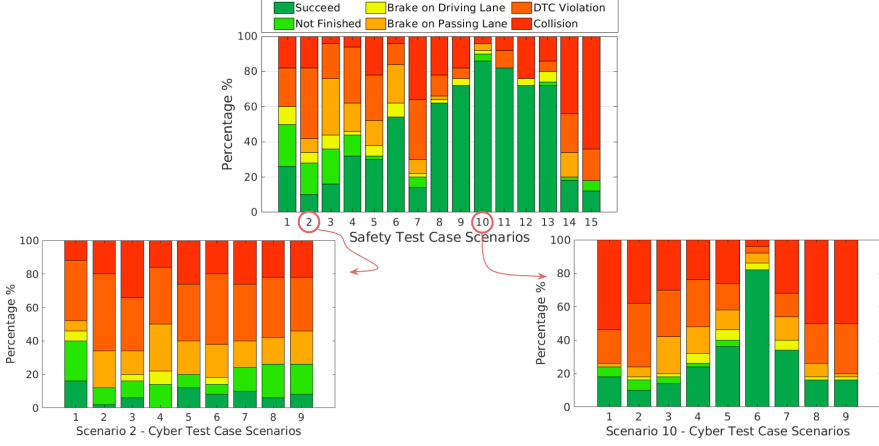 Succeed Brake on Driving Lane DTC Violation
Not Finished Brake on Passing Lane Collision
100
80
60
40
20
0
Percentage %
1 2 3 4 5 6 7 8 9 10 11 12 13 14 15
Safety Test Case Scenarios
100
80
60
40
20
0
Percentage %
1 2 3 4 5 6 7 8 9
Scenario 2 - Cyber Test Case Scenarios
100
80
60
40
20
0
Percentage %
1 2 3 4 5 6 7 8 9
Scenario 10 - Cyber Test Case Scenarios